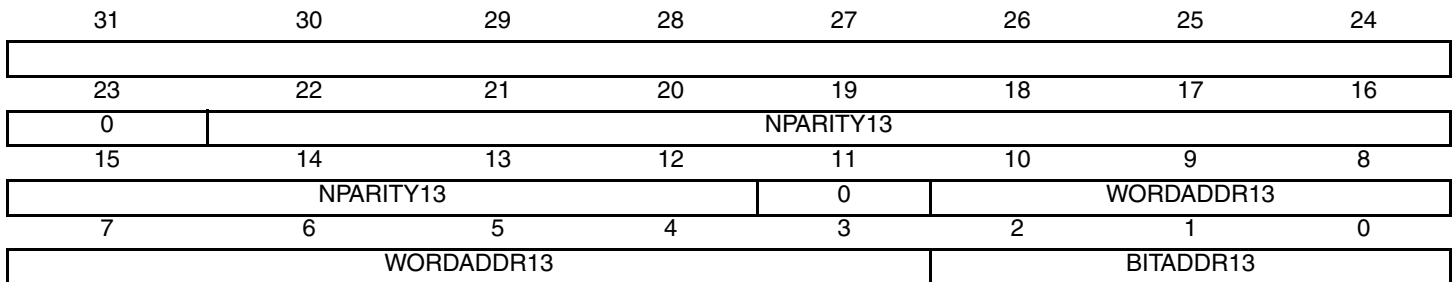 31 30 29 28 27 26 25 24
23 22 21 20 19 18 17 16
0 NPARITY13
15 14 13 12 11 10 9 8
NPARITY13 0 WORDADDR13
7 6 5 4 3 2 1 0
WORDADDR13 BITADDR13